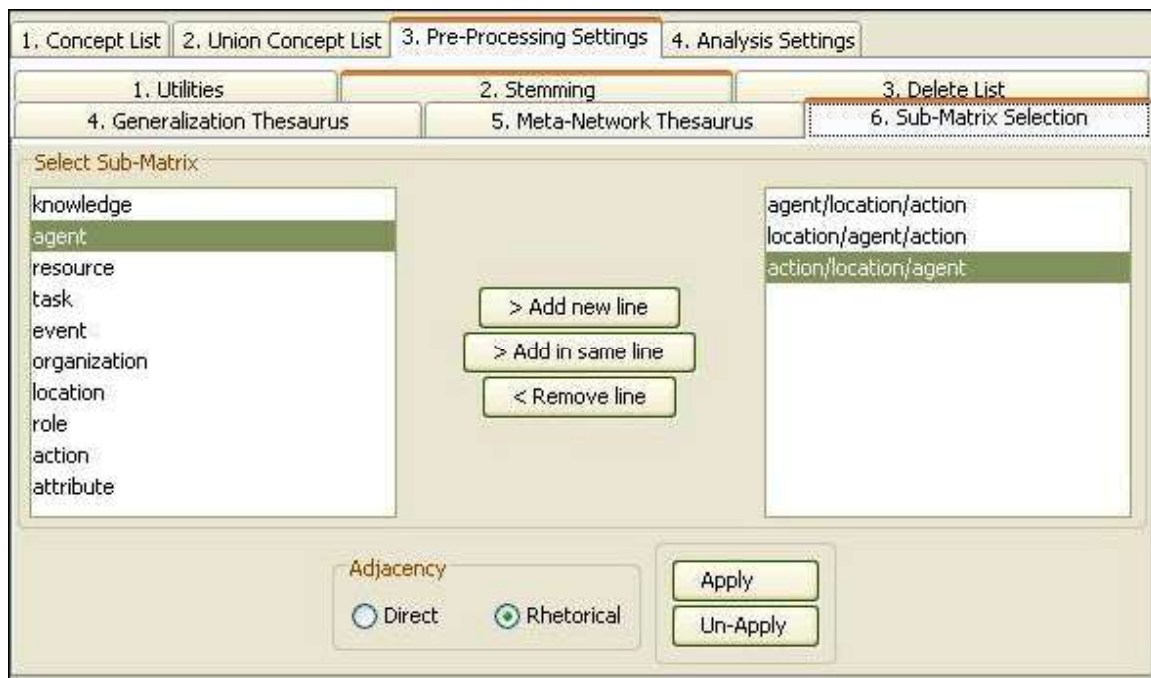 1. Concept List 2. Union Concept List 3. Pre-Processing Settings 4. Analysis Settings
1. Utilities 2. Stemming 3. Delete List
4. Generalization Thesaurus 5. Meta-Network Thesaurus 6. Sub-Matrix Selection
Select Sub-Matrix
knowledge
agent
resource
task
event
organization
location
role
action
attribute
> Add new line
> Add in same line
< Remove line
agent/location/action
location/agent/action
action/location/agent
Adjacency
Direct Rhetorical
Apply
Un-Apply